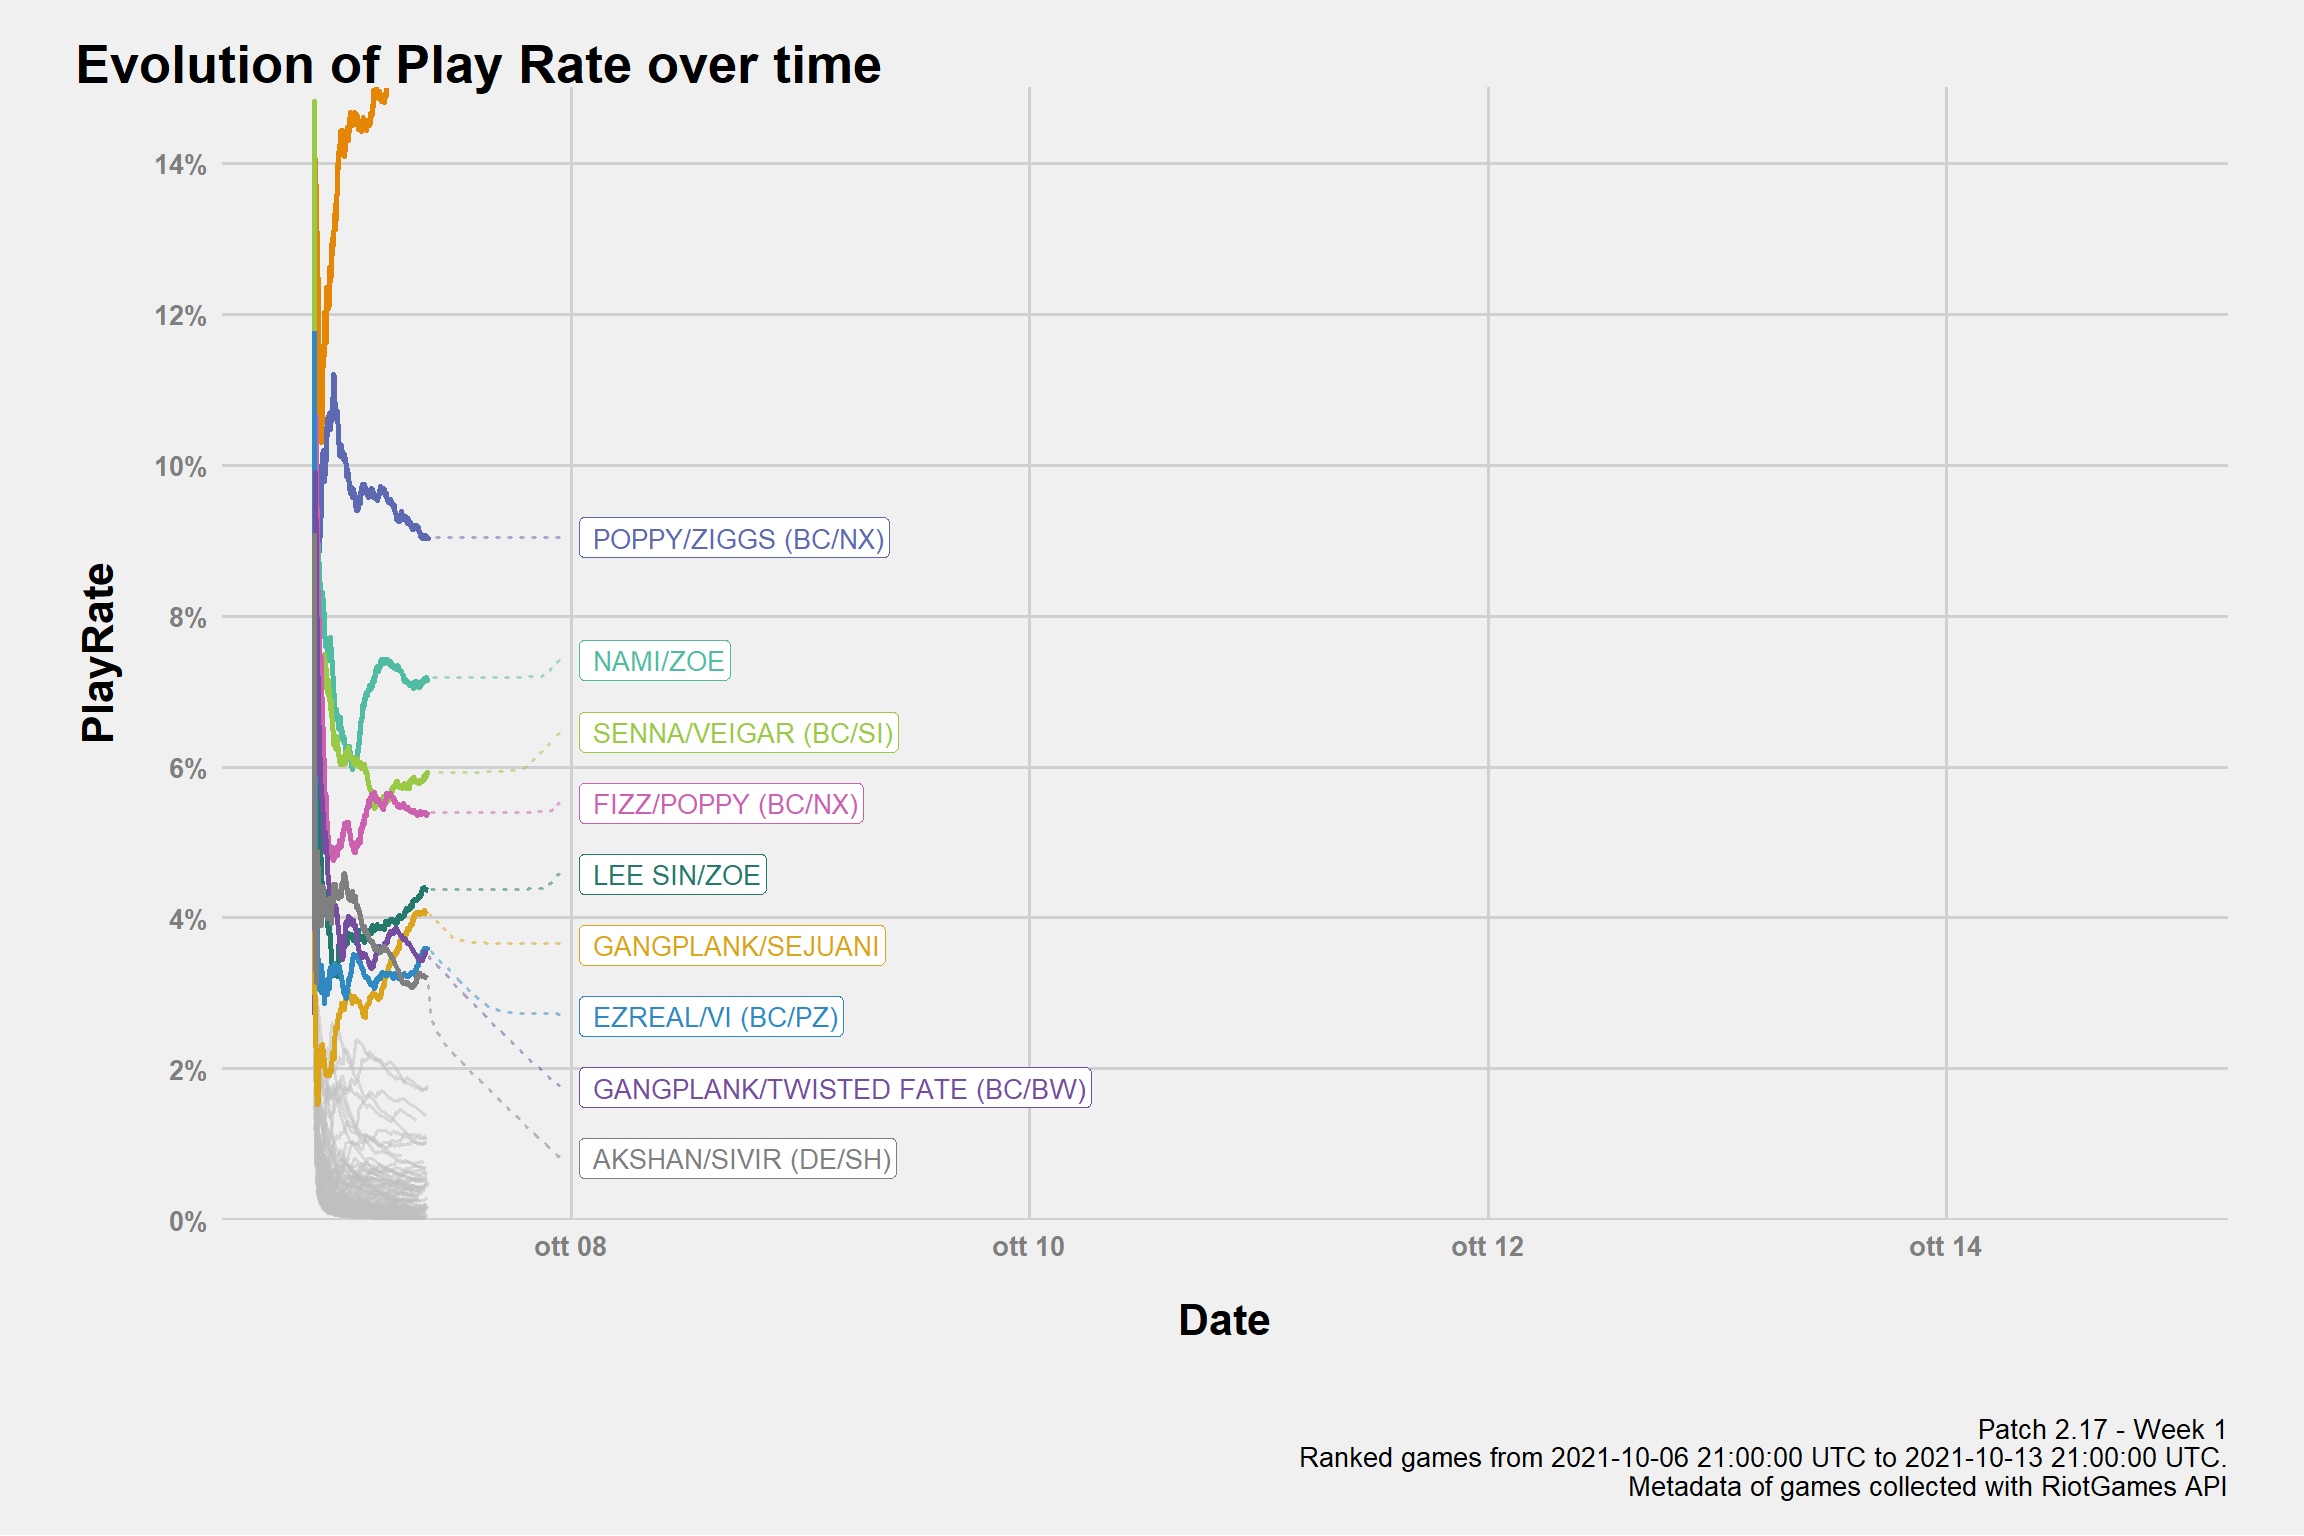 Evolution of Play Rate over time
PlayRate
14%
12%
10%
8%
6%
4%
2%
0%
POPPY/ZIGGS (BC/NX)
NAMI/ZOE
SENNA/VEIGAR (BC/SI)
FIZZ/POPPY (BC/NX)
LEE SIN/ZOE
GANGPLANK/SEJUANI
EZREAL/VI (BC/PZ)
GANGPLANK/TWISTED FATE (BC/BW)
AKSHAN/SIVIR (DE/SH)
ott 08
ott 10
ott 12
ott 14
Date
Patch 2.17 - Week 1
Ranked games from 2021-10-06 21:00:00 UTC to 2021-10-13 21:00:00 UTC.
Metadata of games collected with RiotGames API